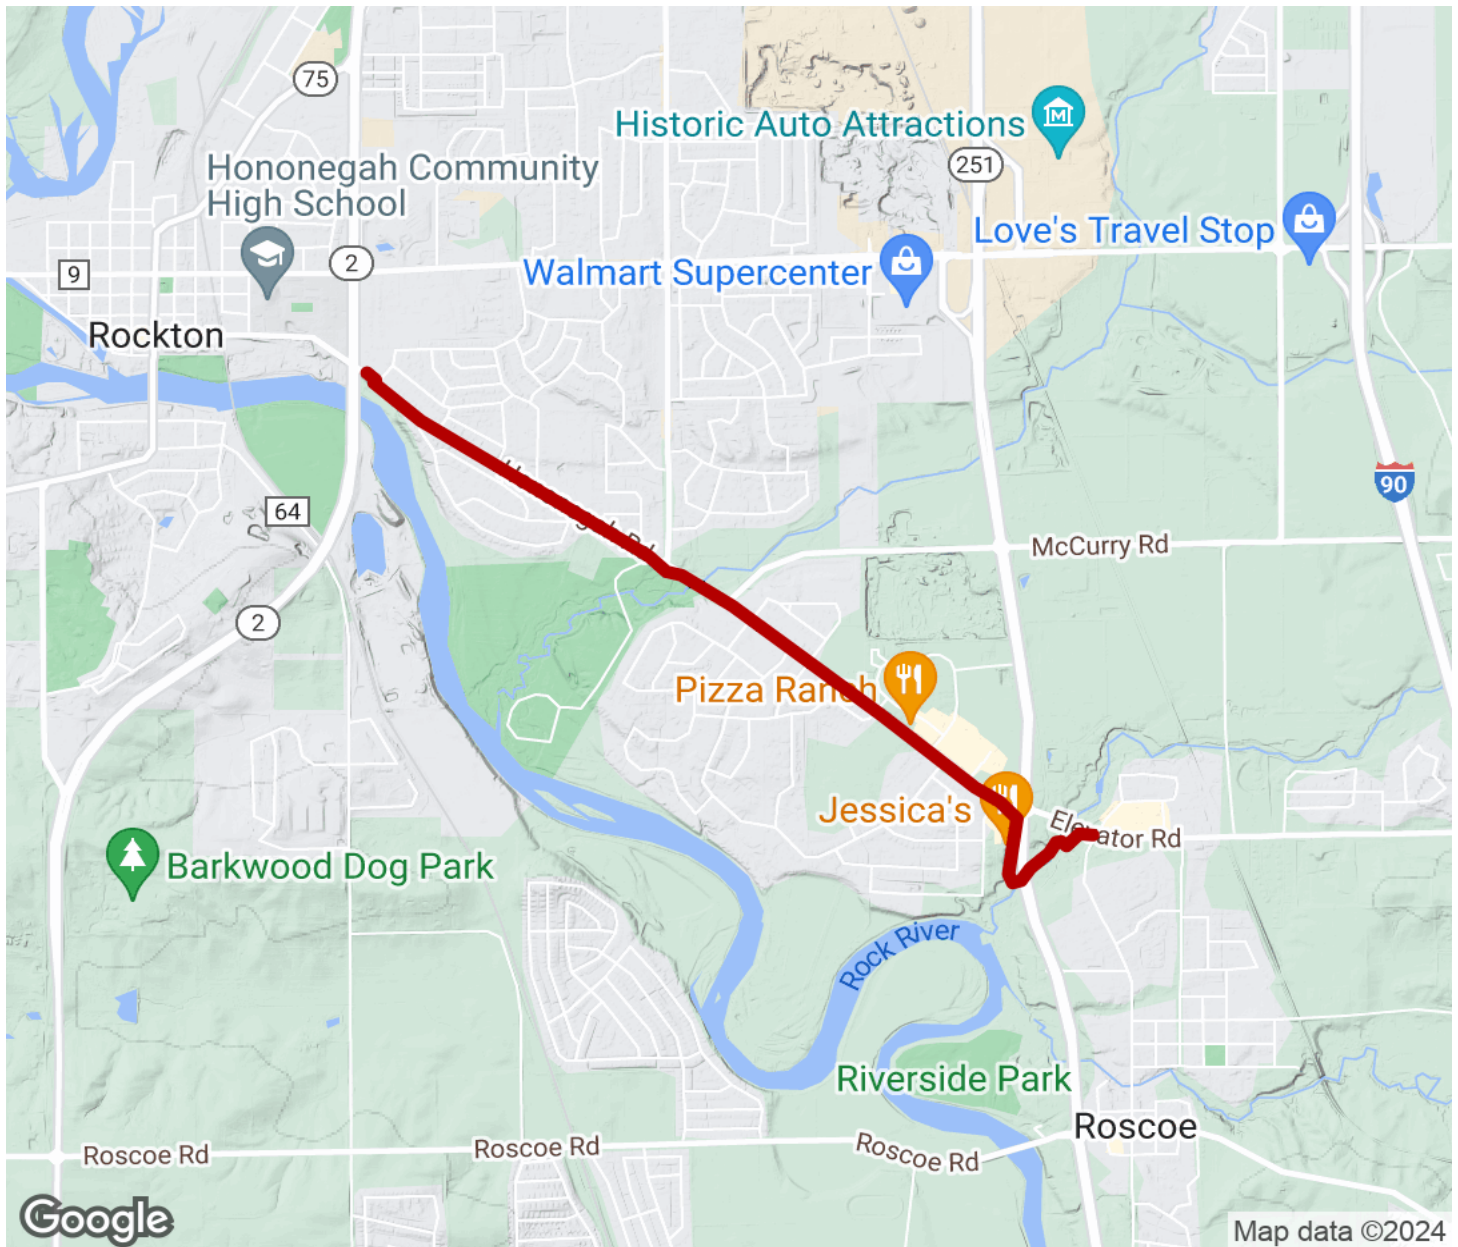 75
Historic Auto Attractions
251
Hononegah Community
High School
Love's Travel Stop
2
9
Walmart Supercenter
Rockton
90
64
McCurry Rd
2
Pizza Ranch
Jessica's
Elevator Rd
Barkwood Dog Park
Rock River
Riverside Park
Roscoe
Roscoe Rd
Roscoe Rd
Roscoe Rd
Google
Map data ©2024